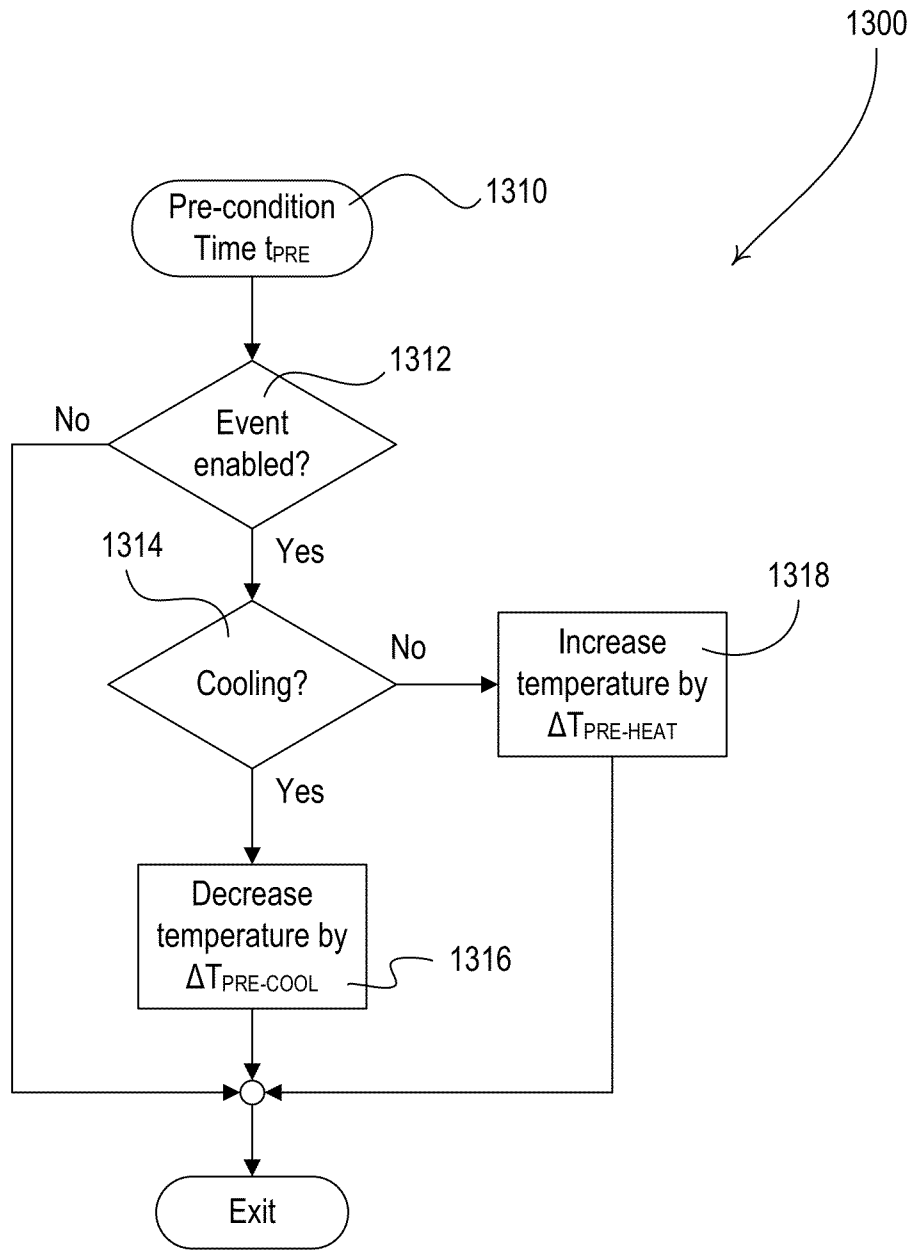 1300
Pre-condition
Time tPRE
1310
1312
Event
enabled?
No
Yes
1314
Cooling?
No
Increase
temperature by
ΔTPRE-HEAT
1318
Yes
Decrease
temperature by
ΔTPRE-COOL
1316
Exit